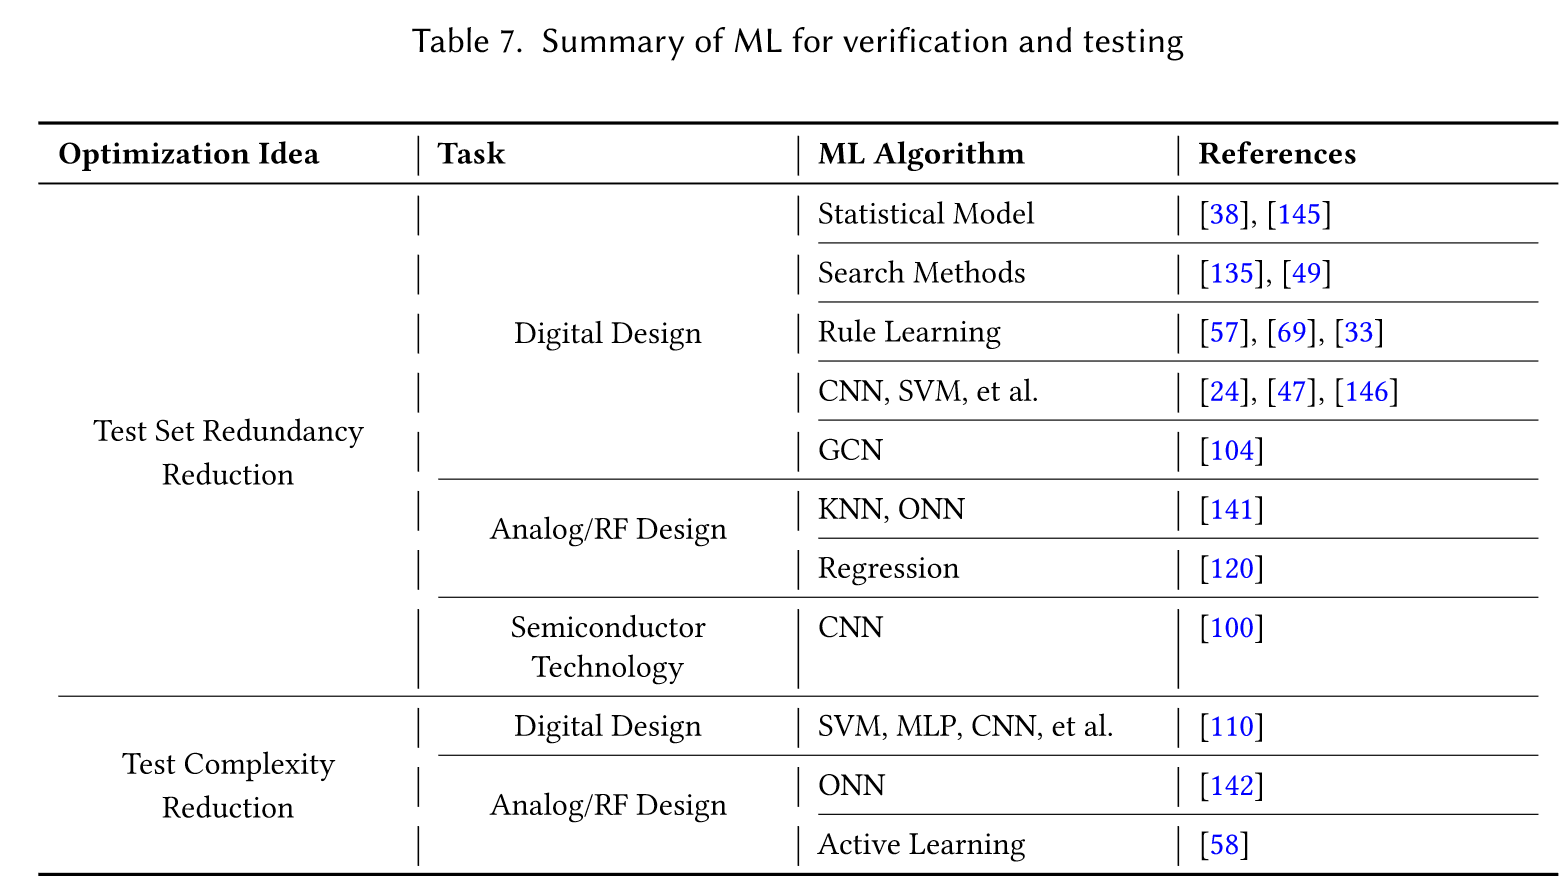 Table 7. Summary of ML for verification and testing
Optimization Idea Task ML Algorithm References
Test Set Redundancy
Reduction
Digital Design
Statistical Model [38], [145]
Search Methods [135], [49]
Rule Learning [57], [69], [33]
CNN, SVM, et al. [24], [47], [146]
GCN [104]
Analog/RF Design
KNN, ONN [141]
Regression [120]
Semiconductor
Technology
CNN [100]
Test Complexity
Reduction
Digital Design SVM, MLP, CNN, et al. [110]
Analog/RF Design
ONN [142]
Active Learning [58]